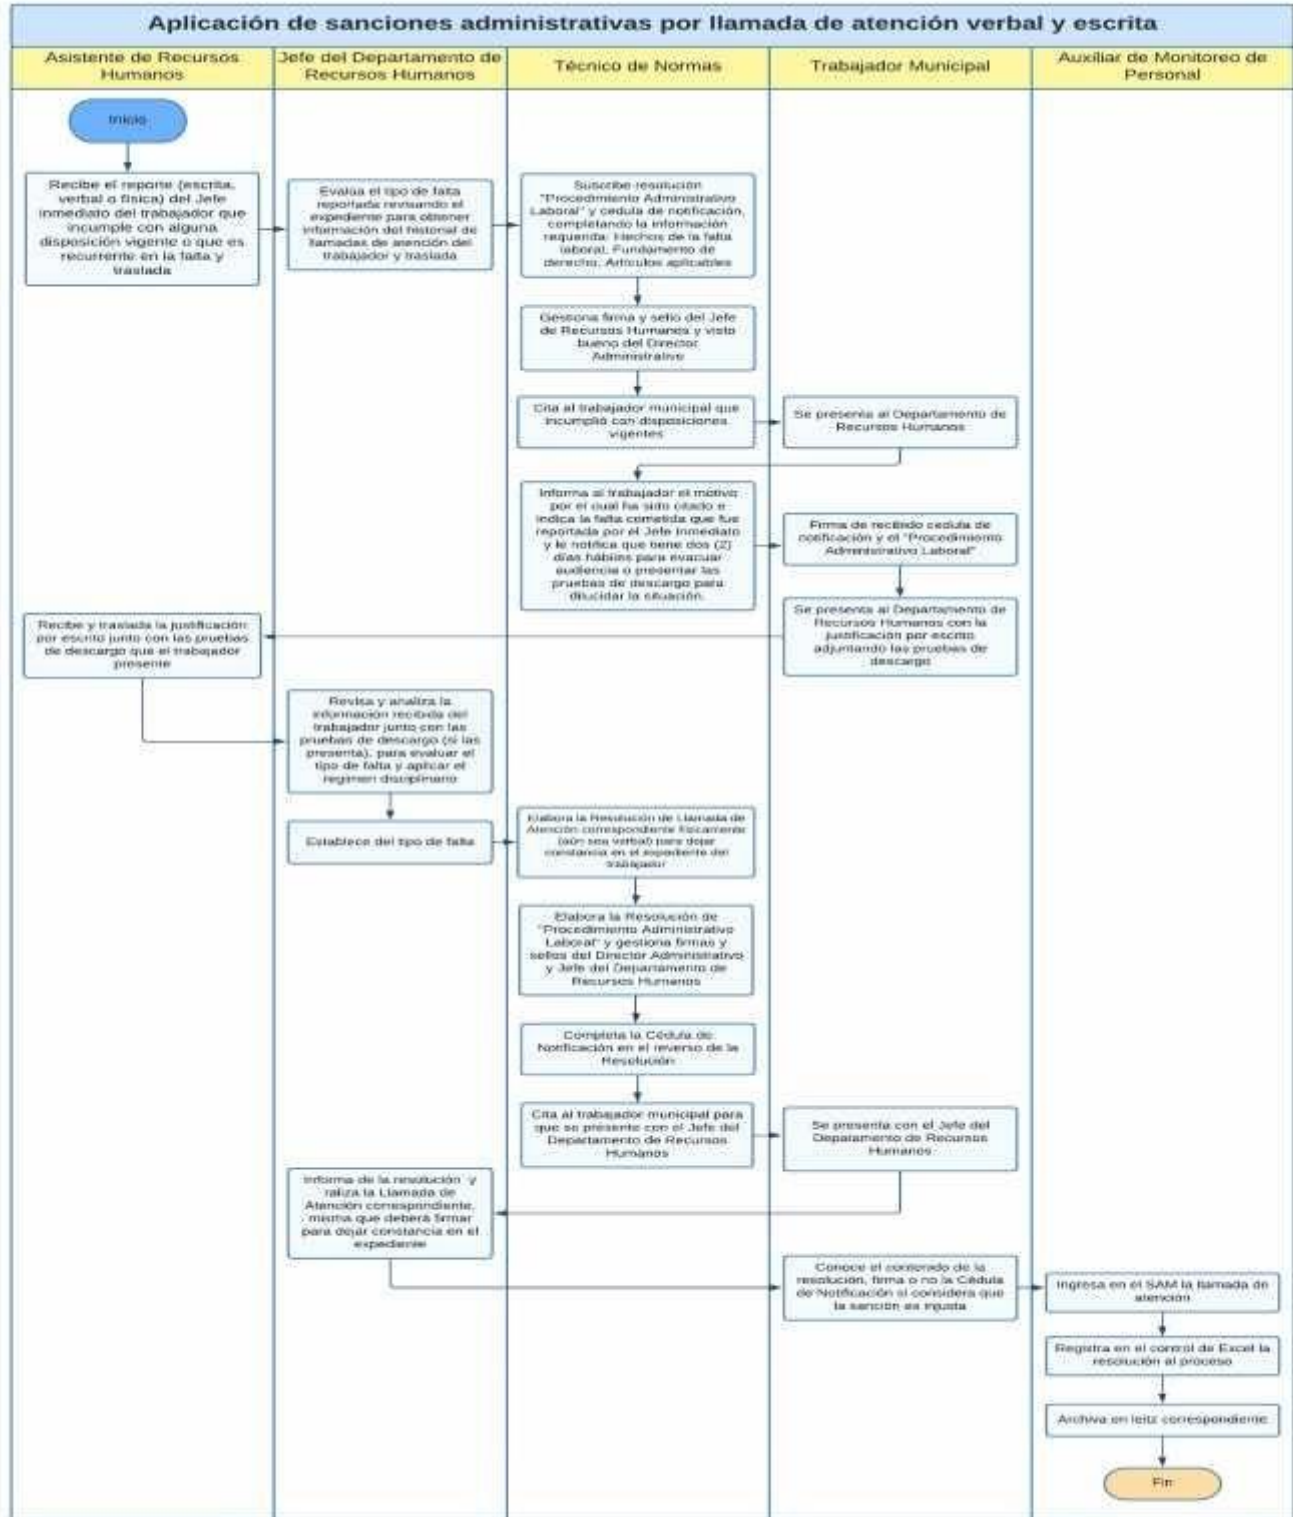 Aplicación de sanciones administrativas por llamada de atención verbal y escrita
Asistente de Recursos
Humanos
Jefe del Departamento de
Recursos Humanos
Técnico de Normas
Trabajador Municipal
Auxiliar de Monitoreo de
Personal
Inicio
Recibe el reporte (escrita,
verbal o física) del Jefe
inmediato del trabajador que
incumple con alguna
disposición vigente o que es
recurrente en la falta y
traslada
Evalúa el tipo de falta
reportada revisando el
expediente para obtener
información del historial de
llamadas de atención del
trabajador y traslada
Suscribe resolución
"Procedimiento Administrativo
Laboral" y cedula de notificación,
completando la información
requerida: Hechos de la falta
laboral, Fundamento de
derecho, Artículos aplicables
Gestiona firma y sello del Jefe
de Recursos Humanos y visto
bueno del Director
Administrativo
Cita al trabajador municipal que
incumplió con disposiciones
vigentes
Se presenta al Departamento de
Recursos Humanos
Informa al trabajador el motivo
por el cual ha sido citado e
indica la falta cometida que fue
reportada por el Jefe Inmediato
y le notifica que tiene dos (2)
días hábiles para evacuar
audiencia o presentar las
pruebas de descargo para
dilucidar la situación.
Firma de recibido cedula de
notificación y el "Procedimiento
Administrativo Laboral"
Se presenta al Departamento de
Recursos Humanos con la
justificación por escrito
adjuntando las pruebas de
descargo
Recibe y traslada la justificación
por escrito junto con las pruebas
de descargo que el trabajador
presente
Revisa y analiza la
información recibida del
trabajador junto con las
pruebas de descargo (si las
presenta), para evaluar el
tipo de falta y aplicar el
regimen disciplinario
Establece del tipo de falta
Elabora la Resolución de Llamada de
Atención correspondiente físicamente
(aún sea verbal) para dejar
constancia en el expediente del
trabajador
Elabora la Resolución de
"Procedimiento Administrativo
Laboral" y gestiona firmas y
sellos del Director Administrativo
y Jefe del Departamento de
Recursos Humanos
Completa la Cédula de
Notificación en el reverso de la
Resolución
Cita al trabajador municipal para
que se presente con el Jefe del
Departamento de Recursos
Humanos
Se presenta con el Jefe del
Depatamento de Recursos
Humanos
Informa de la resolución y
raliza la Llamada de
Atención correspondiente,
misma que deberá firmar
para dejar constancia en el
expediente
Conoce el contenido de la
resolución, firma o no la Cédula
de Notificación si considera que
la sanción es injusta
Ingresa en el SAM la llamada de
atención
Registra en el control de Excel la
resolución al proceso
Archiva en leitz correspondiente
Fin